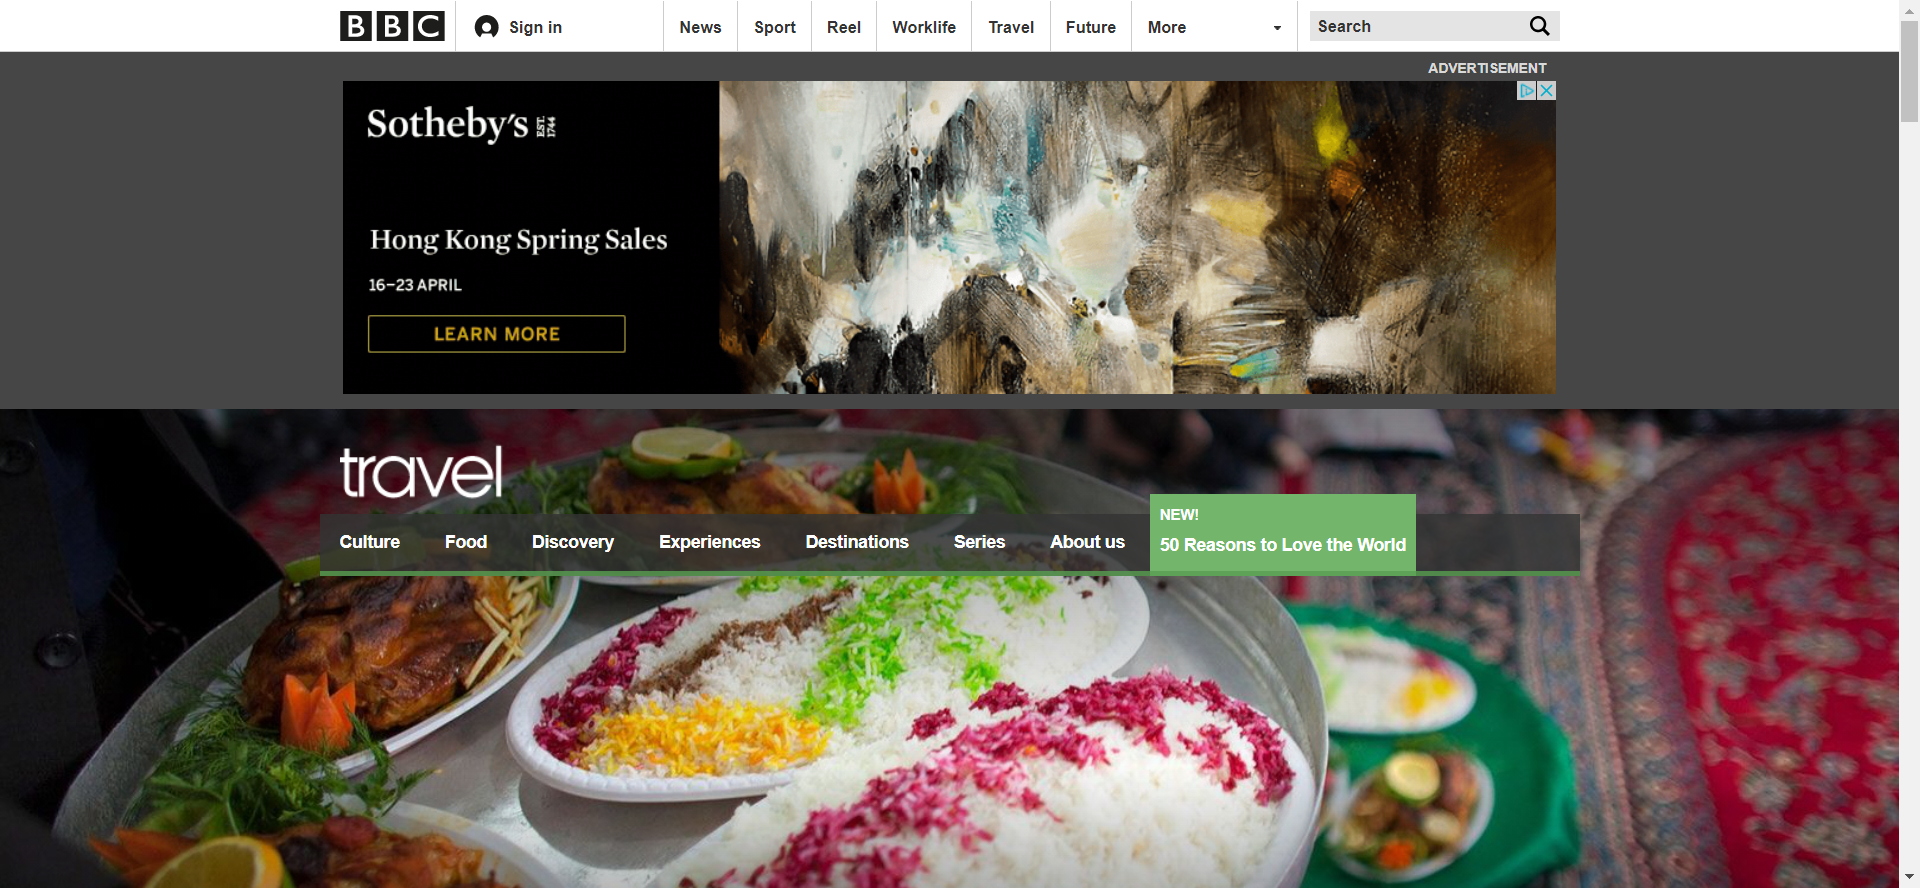 BBC
Sign in
News
Sport
Reel
Worklife
Travel
Future
More
Search
ADVERTISEMENT
Sotheby's EST. 1744
Hong Kong Spring Sales
16–23 APRIL
LEARN MORE
travel
Culture
Food
Discovery
Experiences
Destinations
Series
About us
NEW!
50 Reasons to Love the World